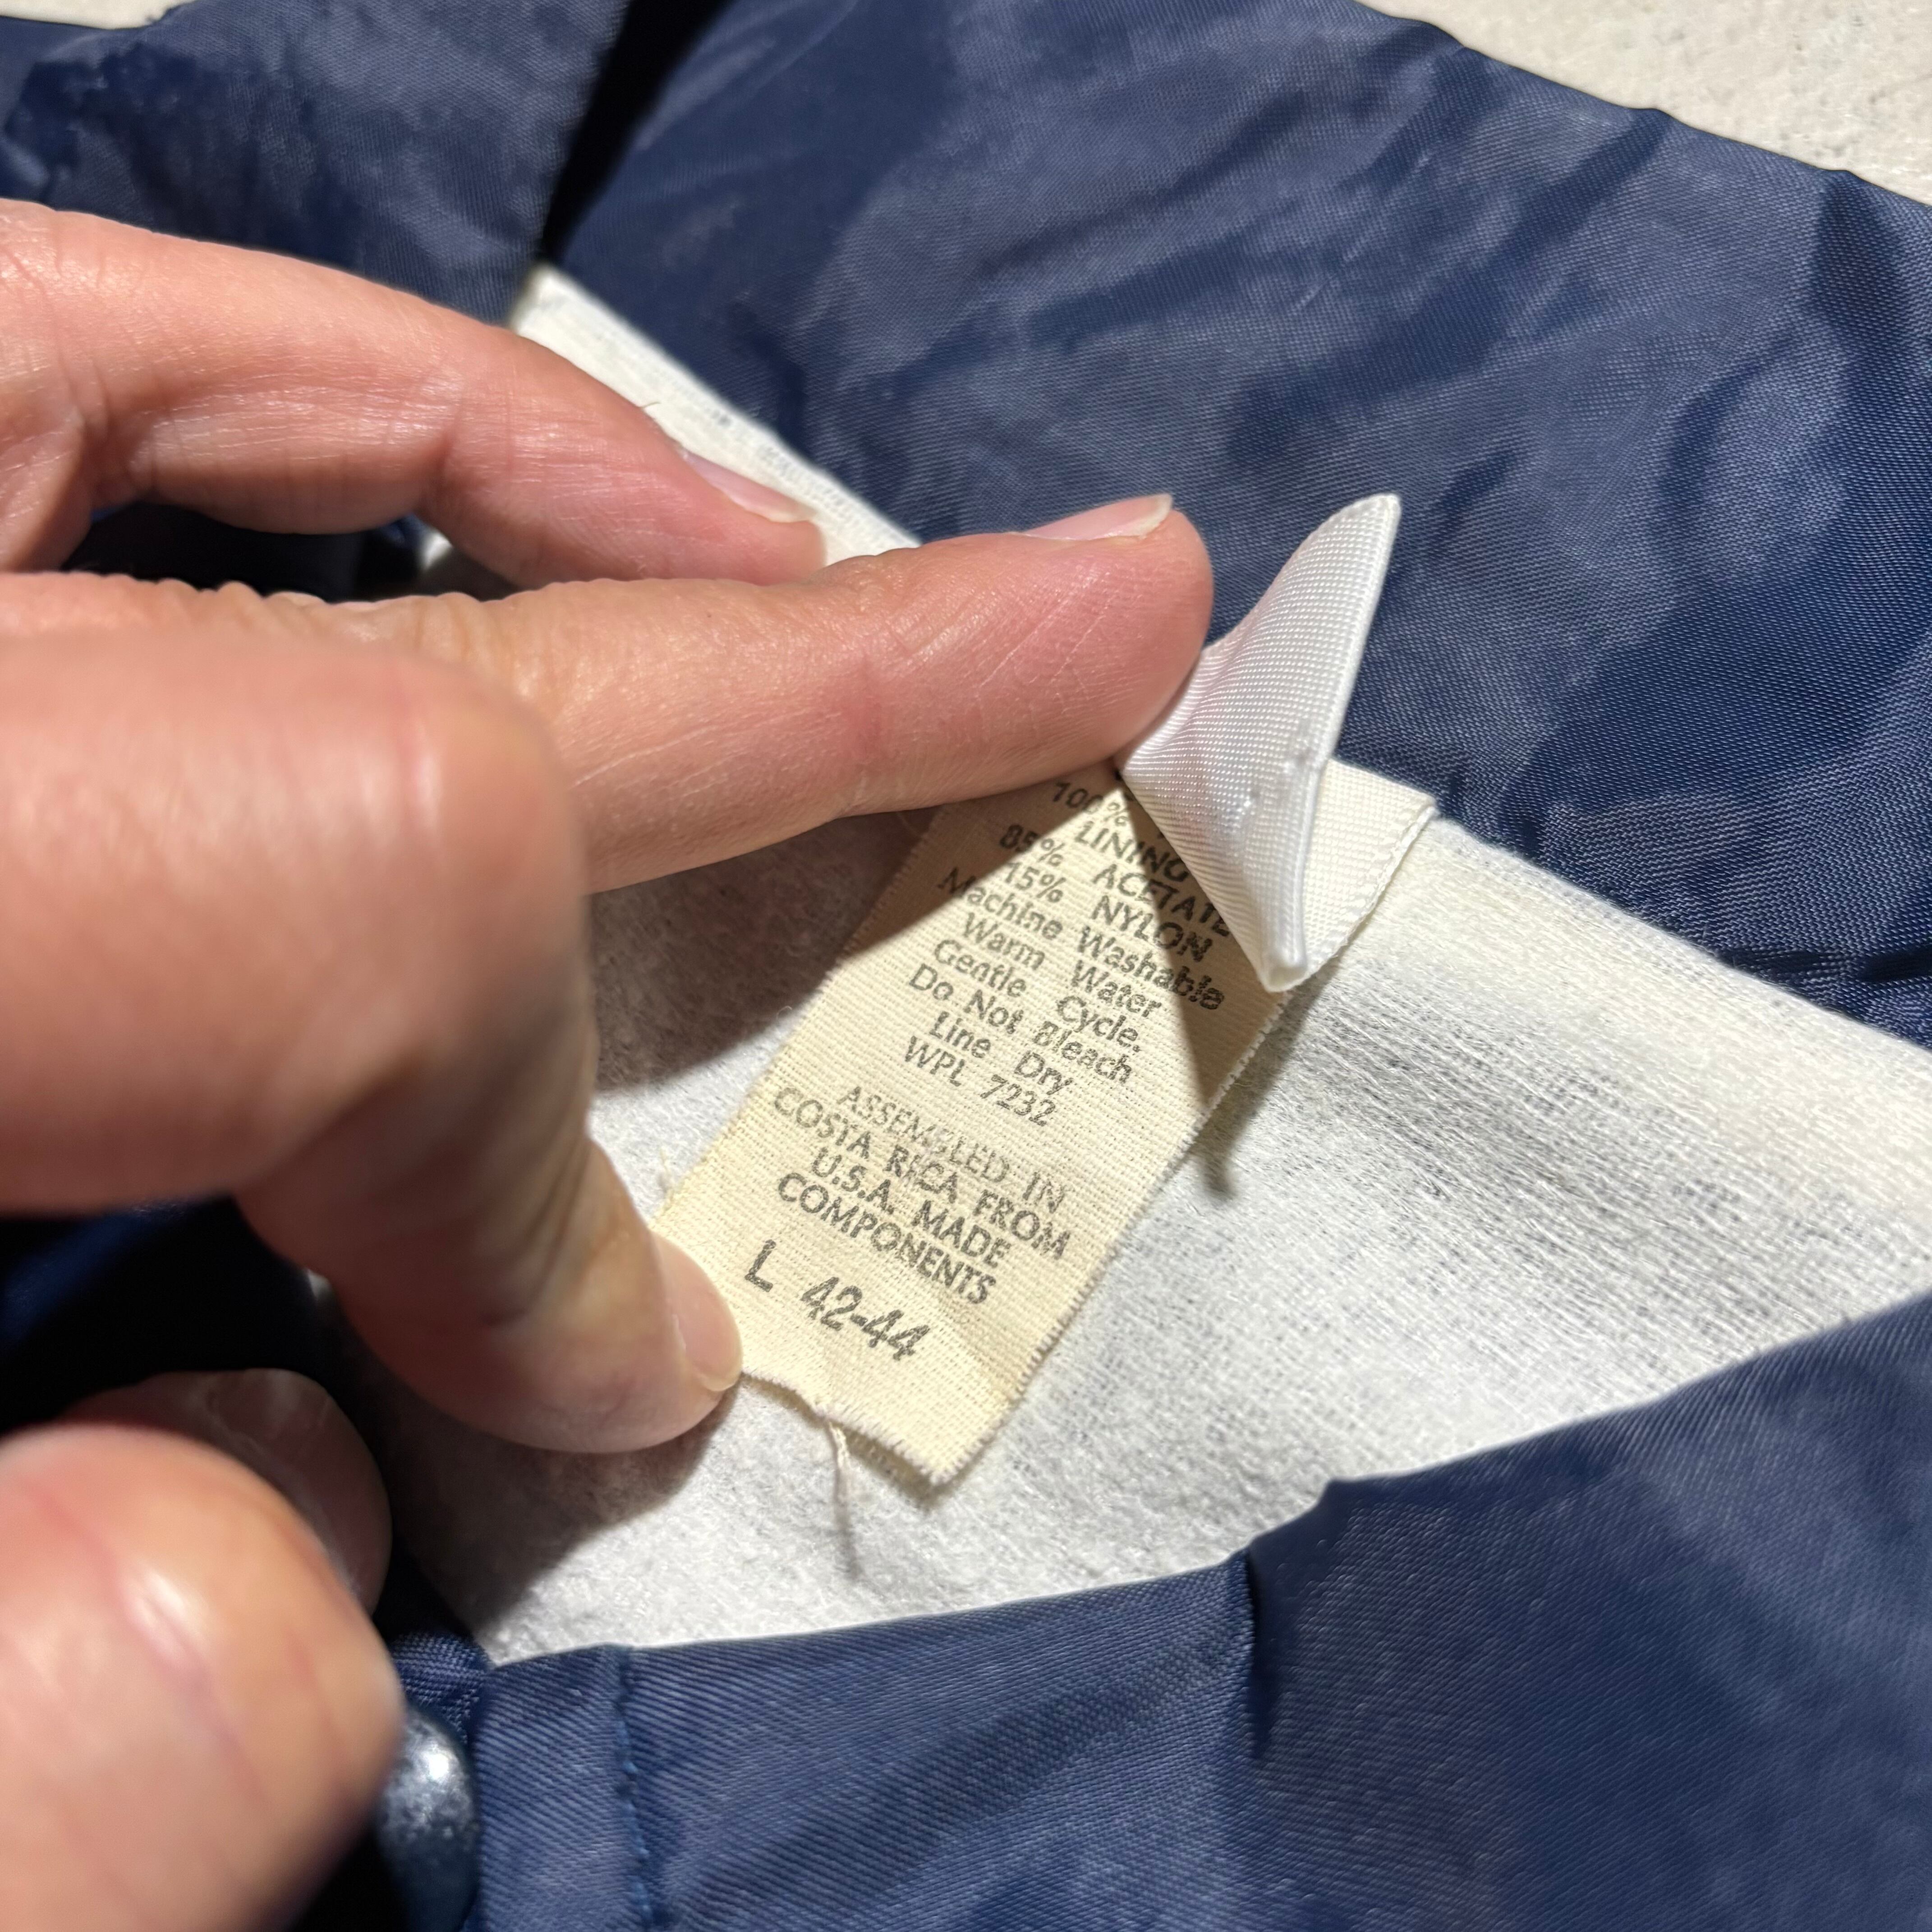 100%
LINING
85% ACETATE
15% NYLON
Machine Washable
Warm Water
Gentle Cycle.
Do Not Bleach
Line Dry
WPL 7232
ASSEMBLED IN
COSTA RICA FROM
U.S.A. MADE
COMPONENTS
L 42-44